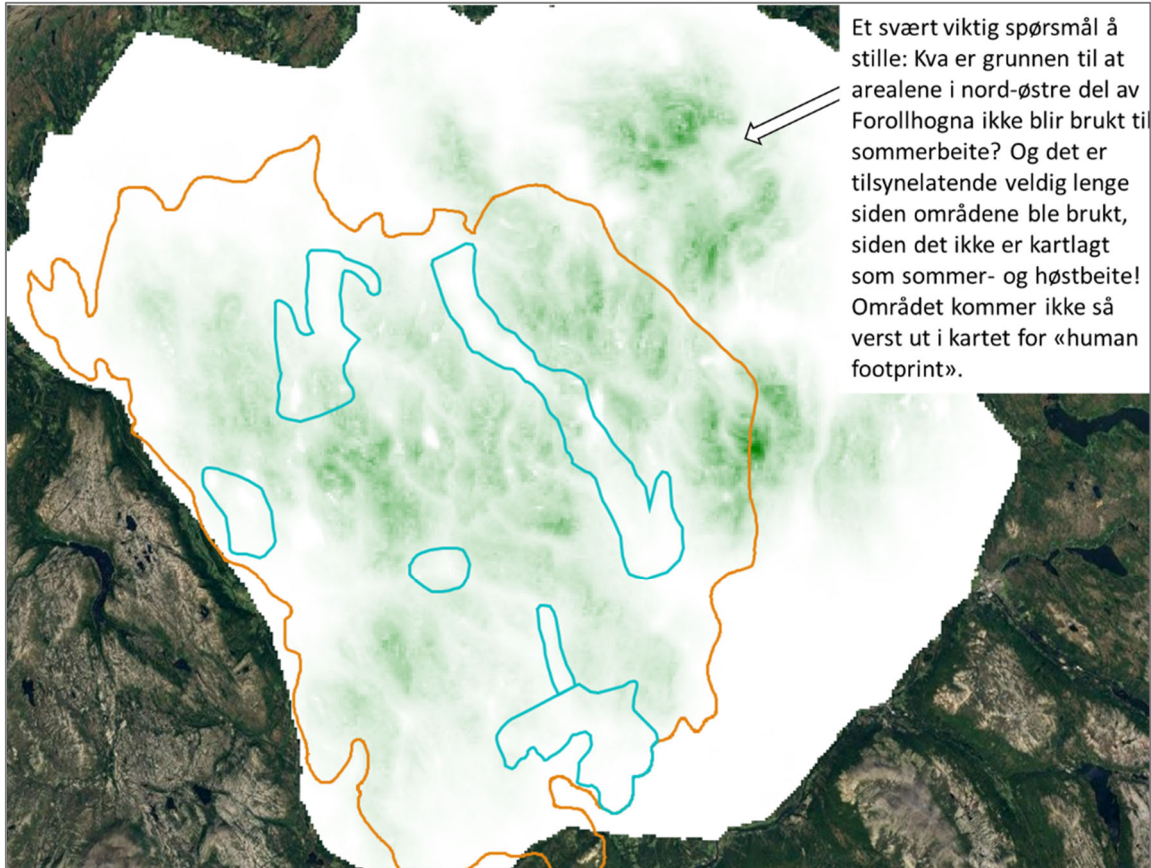 Et svært viktig spørsmål å
stille: Kva er grunnen til at
arealene i nord-østre del av
Forollhogna ikke blir brukt til
sommerbeite? Og det er
tilsynelatende veldig lenge
siden områdene ble brukt,
siden det ikke er kartlagt
som sommer- og høstbeite!
Området kommer ikke så
verst ut i kartet for «human
footprint».